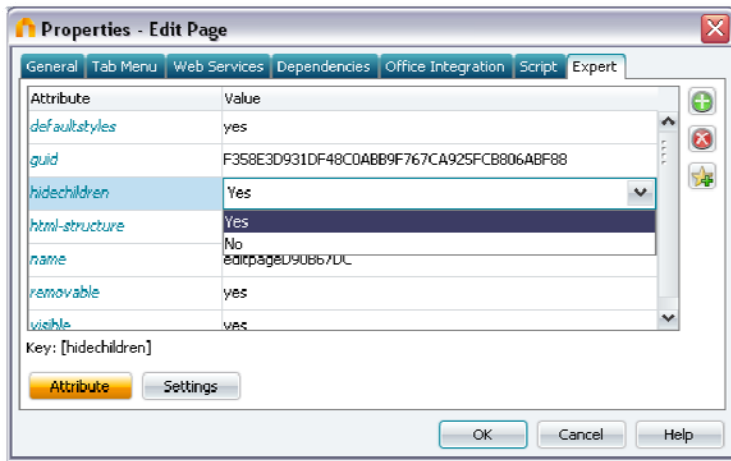 Properties - Edit Page
General Tab Menu Web Services Dependencies Office Integration Script Expert
Attribute Value
defaultstyles yes
guid F358E3D931DF48C0ABB9F767CA925FCB806ABF88
hidechildren Yes
html-structure Yes
No
name editpageD90B67DC
removable yes
visible yes
Key: [hidechildren]
Attribute Settings
OK Cancel Help